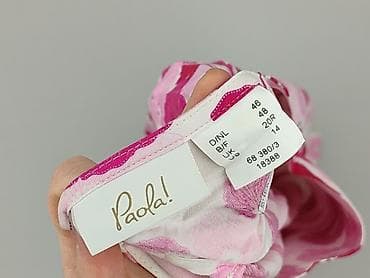 Paola!
D/NL 46
B/F 48
UK 20R
14
68 380/3
18388